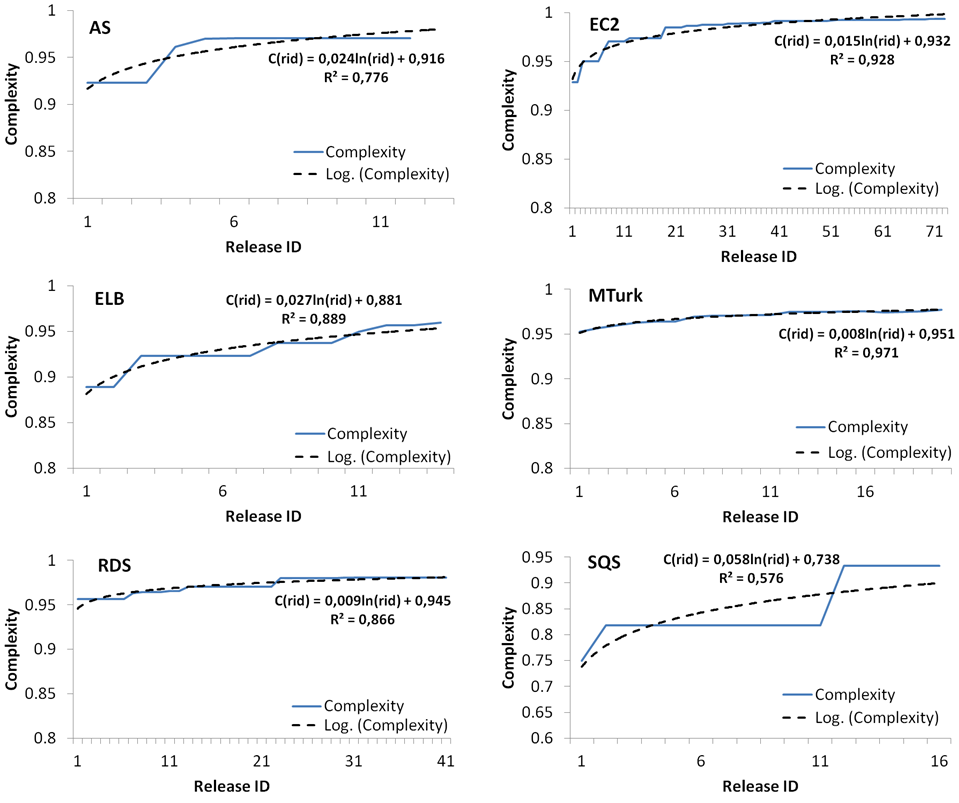 AS
Complexity
1
0.95
0.9
0.85
0.8
C(rid) = 0,024ln(rid) + 0,916
R² = 0,776
Complexity
Log. (Complexity)
1 6 11
Release ID
EC2
Complexity
1
0.95
0.9
0.85
0.8
C(rid) = 0,015ln(rid) + 0,932
R² = 0,928
Complexity
Log. (Complexity)
1 11 21 31 41 51 61 71
Release ID
ELB
Complexity
1
0.95
0.9
0.85
0.8
C(rid) = 0,027ln(rid) + 0,881
R² = 0,889
Complexity
Log. (Complexity)
1 6 11
Release ID
MTurk
Complexity
1
0.95
0.9
0.85
0.8
C(rid) = 0,008ln(rid) + 0,951
R² = 0,971
Complexity
Log. (Complexity)
1 6 11 16
Release ID
RDS
Complexity
1
0.95
0.9
0.85
0.8
C(rid) = 0,009ln(rid) + 0,945
R² = 0,866
Complexity
Log. (Complexity)
1 11 21 31 41
Release ID
SQS
Complexity
0.95
0.9
0.85
0.8
0.75
0.7
0.65
0.6
C(rid) = 0,058ln(rid) + 0,738
R² = 0,576
Complexity
Log. (Complexity)
1 6 11 16
Release ID